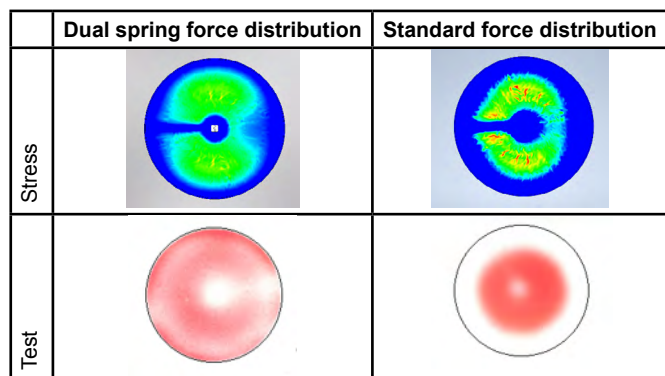 Dual spring force distribution
Standard force distribution
Stress
Test